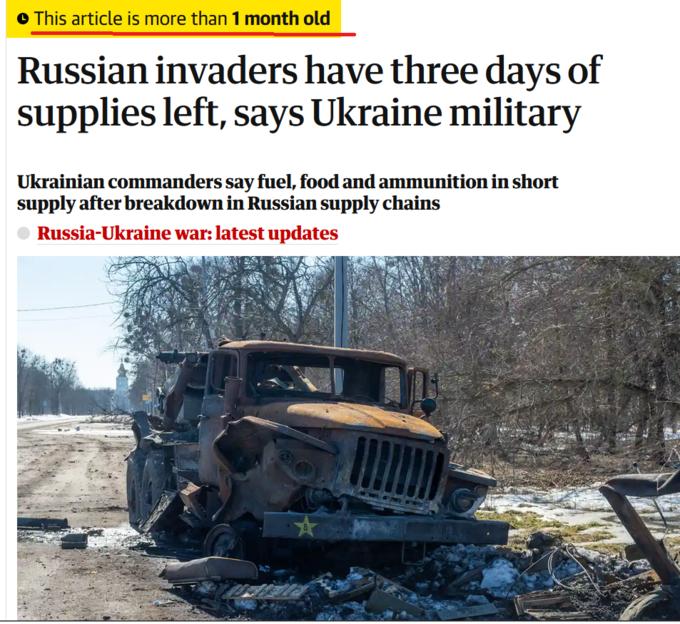 This article is more than 1 month old
Russian invaders have three days of
supplies left, says Ukraine military
Ukrainian commanders say fuel, food and ammunition in short
supply after breakdown in Russian supply chains
Russia-Ukraine war: latest updates